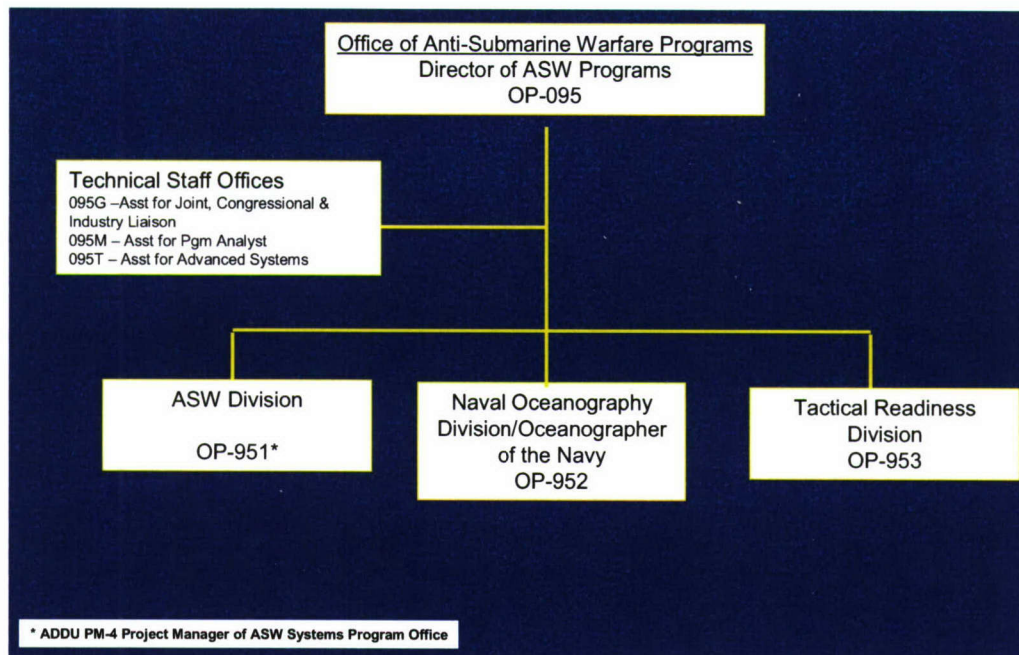 Office of Anti-Submarine Warfare Programs
Director of ASW Programs
OP-095
Technical Staff Offices
095G –Asst for Joint, Congressional &
Industry Liaison
095M – Asst for Pgm Analyst
095T – Asst for Advanced Systems
ASW Division
OP-951*
Naval Oceanography
Division/Oceanographer
of the Navy
OP-952
Tactical Readiness
Division
OP-953
* ADDU PM-4 Project Manager of ASW Systems Program Office